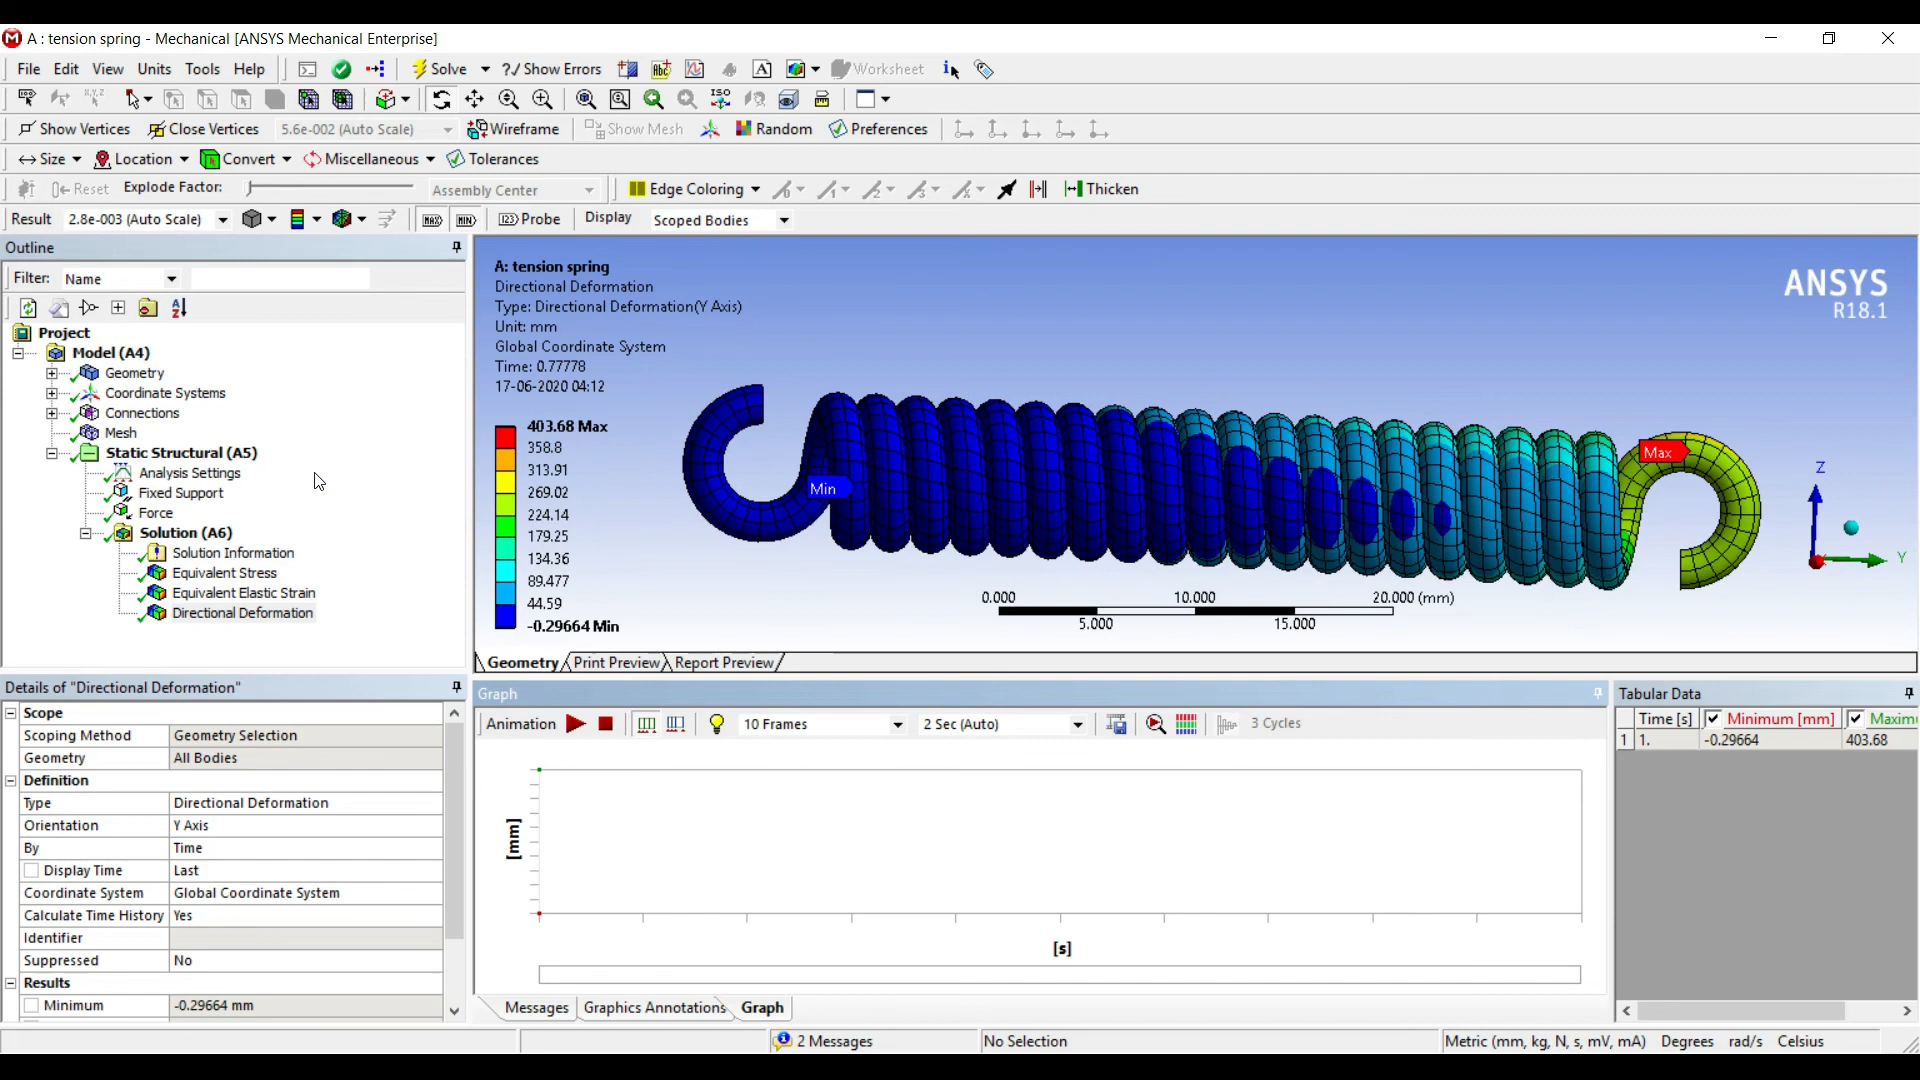 A : tension spring - Mechanical [ANSYS Mechanical Enterprise]
File Edit View Units Tools Help Solve ?/ Show Errors Worksheet
Show Vertices Close Vertices 5.6e-002 (Auto Scale) Wireframe Show Mesh Random Preferences
Size Location Convert Miscellaneous Tolerances
Reset Explode Factor: Assembly Center Edge Coloring Thicken
Result 2.8e-003 (Auto Scale) MAX MIN Probe Display Scoped Bodies
Outline
Filter: Name
Project
Model (A4)
Geometry
Coordinate Systems
Connections
Mesh
Static Structural (A5)
Analysis Settings
Fixed Support
Force
Solution (A6)
Solution Information
Equivalent Stress
Equivalent Elastic Strain
Directional Deformation
A: tension spring
Directional Deformation
Type: Directional Deformation(Y Axis)
Unit: mm
Global Coordinate System
Time: 0.77778
17-06-2020 04:12
403.68 Max
358.8
313.91
269.02
224.14
179.25
134.36
89.477
44.59
-0.29664 Min
ANSYS
R18.1
Min
Max
Z
Y
0.000 10.000 20.000 (mm)
5.000 15.000
Geometry Print Preview Report Preview
Details of "Directional Deformation"
Scope
Scoping Method Geometry Selection
Geometry All Bodies
Definition
Type Directional Deformation
Orientation Y Axis
By Time
Display Time Last
Coordinate System Global Coordinate System
Calculate Time History Yes
Identifier
Suppressed No
Results
Minimum -0.29664 mm
Graph
Animation 10 Frames 2 Sec (Auto) 3 Cycles
[mm]
[s]
Messages Graphics Annotations Graph
Tabular Data
Time [s] Minimum [mm] Maxim
1 1. -0.29664 403.68
2 Messages No Selection Metric (mm, kg, N, s, mV, mA) Degrees rad/s Celsius